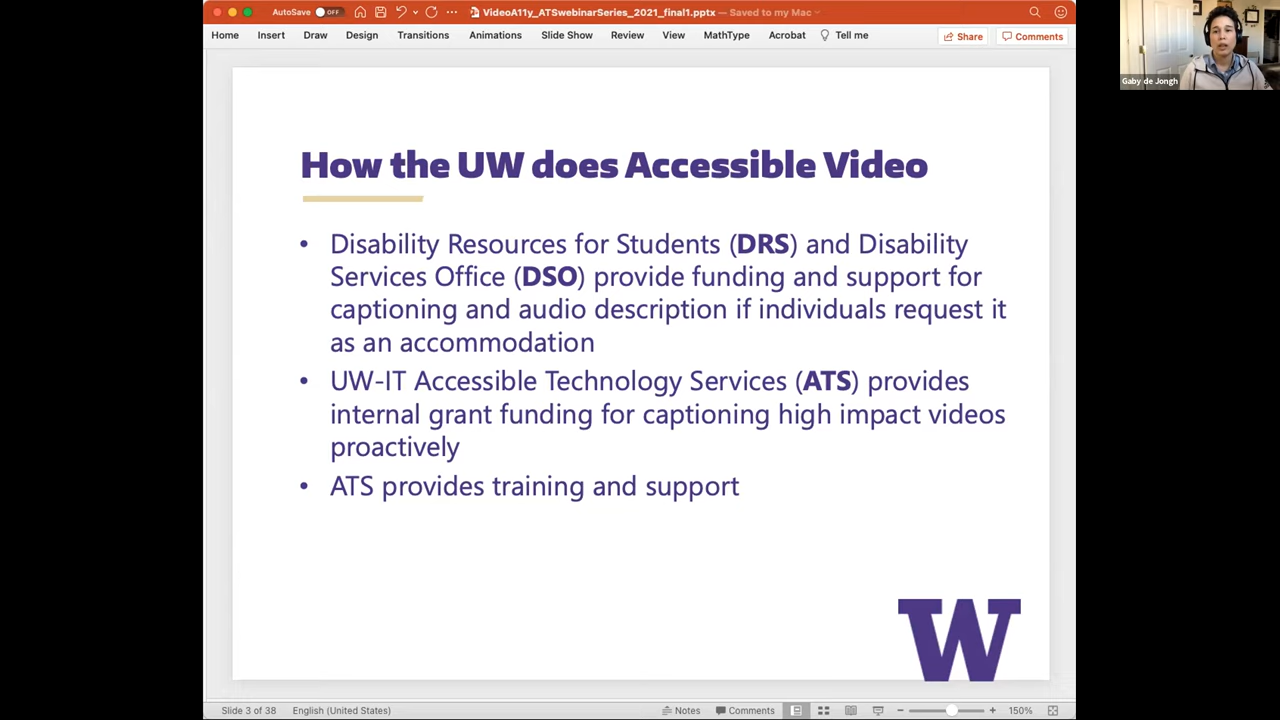 AutoSave OFF VideoA11y_ATSwebinarSeries_2021_final1.pptx — Saved to my Mac
Home Insert Draw Design Transitions Animations Slide Show Review View MathType Acrobat Tell me Share Comments
Gaby de Jongh
How the UW does Accessible Video
• Disability Resources for Students (DRS) and Disability
Services Office (DSO) provide funding and support for
captioning and audio description if individuals request it
as an accommodation
• UW-IT Accessible Technology Services (ATS) provides
internal grant funding for captioning high impact videos
proactively
• ATS provides training and support
W
Slide 3 of 38 English (United States) Notes Comments 150%